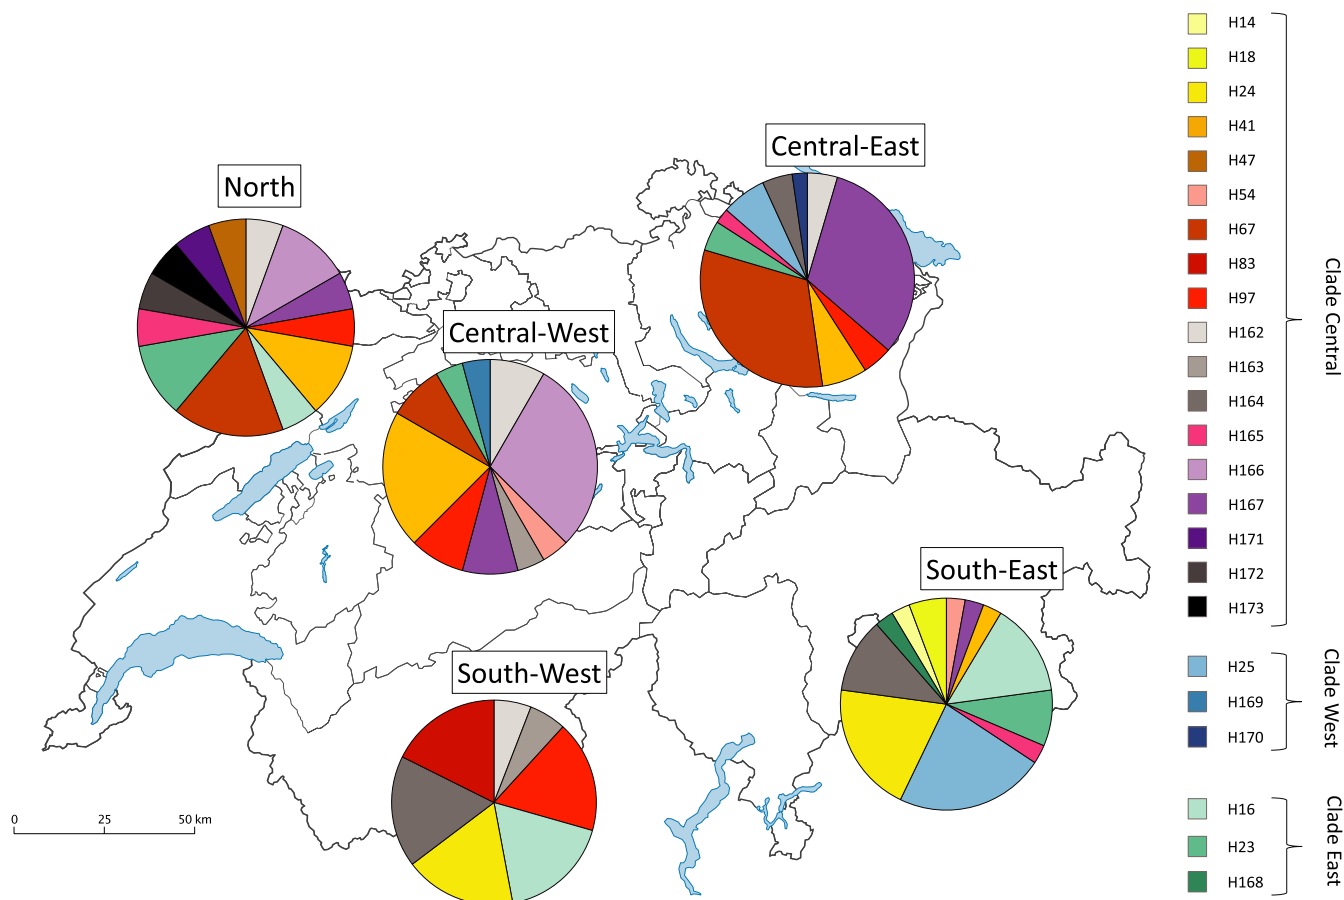 North
Central-East
Central-West
South-East
South-West
0 25 50 km
H14
H18
H24
H41
H47
H54
H67
H83
H97
H162
H163
H164
H165
H166
H167
H171
H172
H173
Clade Central
H25
H169
H170
Clade West
H16
H23
H168
Clade East